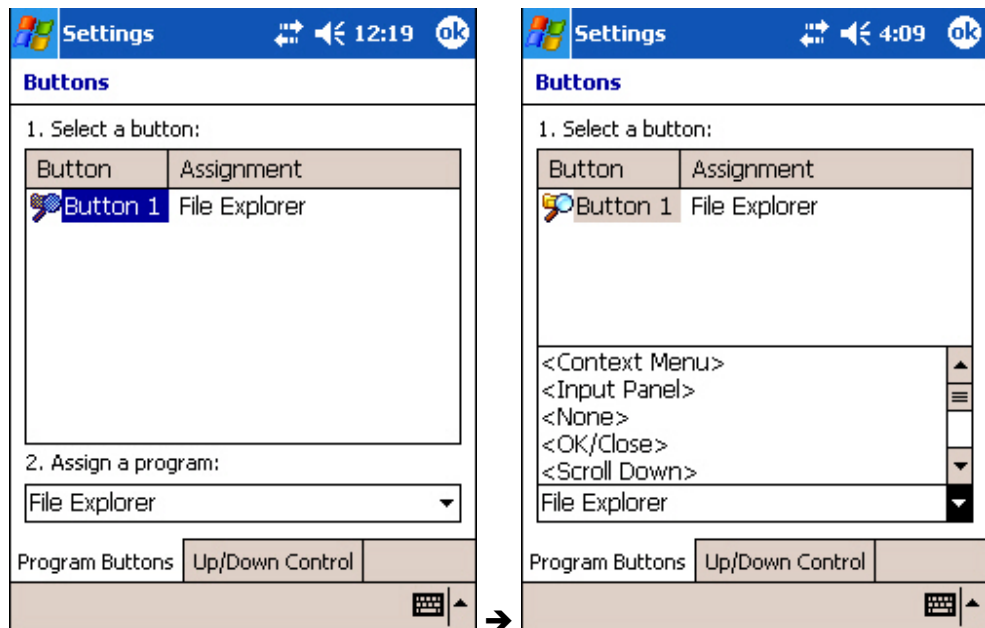 Settings 12:19 ok
Buttons
1. Select a button:
Button Assignment
Button 1 File Explorer
2. Assign a program:
File Explorer
Program Buttons Up/Down Control
Settings 4:09 ok
Buttons
1. Select a button:
Button Assignment
Button 1 File Explorer
<Context Menu>
<Input Panel>
<None>
<OK/Close>
<Scroll Down>
File Explorer
Program Buttons Up/Down Control